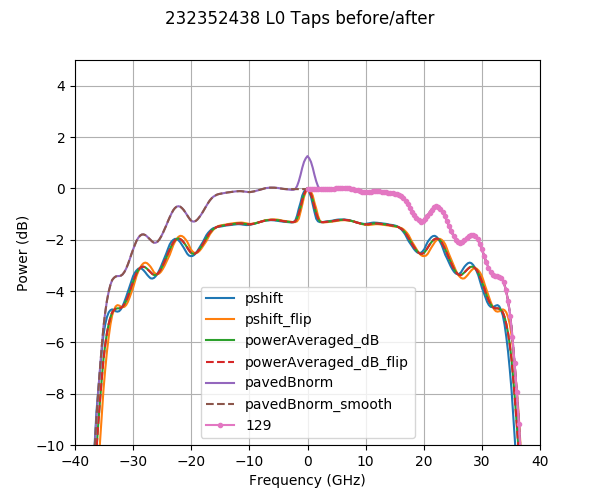 232352438 L0 Taps before/after
4
2
0
−2
−4
−6
−8
−10
Power (dB)
pshift
pshift_flip
powerAveraged_dB
powerAveraged_dB_flip
pavedBnorm
pavedBnorm_smooth
129
−40
−30
−20
−10
0
10
20
30
40
Frequency (GHz)